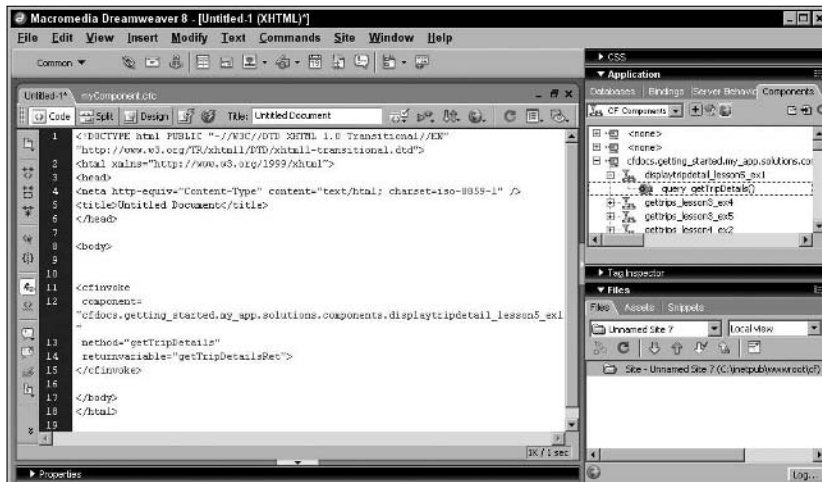 Macromedia Dreamweaver 8 - [Untitled-1 (XHTML)*]
File Edit View Insert Modify Text Commands Site Window Help
Common
CSS
Application
Databases Bindings Server Behavio Components
CF Components
<none>
<none>
cfdocs.getting_started.my_app.solutions.com
displaytripdetail_lesson5_ex1
query getTripDetails()
gettrips_lesson3_ex4
gettrips_lesson3_ex5
gettrips_lesson4_ex2
Untitled-1* myComponent.cfc
Code Split Design Title: Untitled Document
1 <!DOCTYPE html PUBLIC "-//W3C//DTD XHTML 1.0 Transitional//EN"
"http://www.w3.org/TR/xhtml1/DTD/xhtml1-transitional.dtd">
2 <html xmlns="http://www.w3.org/1999/xhtml">
3 <head>
4 <meta http-equiv="Content-Type" content="text/html; charset=iso-8859-1" />
5 <title>Untitled Document</title>
6 </head>
7
8 <body>
9
10
11 <cfinvoke
12 component=
"cfdocs.getting_started.my_app.solutions.components.displaytripdetail_lesson5_ex1
"
13 method="getTripDetails"
14 returnvariable="getTripDetailsRet">
15 </cfinvoke>
16
17 </body>
18 </html>
19
1K / 1 sec
Properties
Tag Inspector
Files
Files Assets Snippets
Unnamed Site 7 Local view
Site - Unnamed Site 7 (C:\Inetpub\wwwroot\cf)
Log...